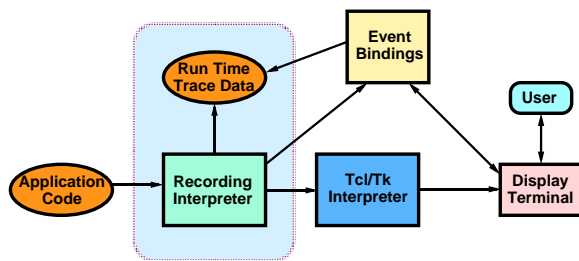 Event
Bindings
Run Time
Trace Data
User
Application
Code
Recording
Interpreter
Tcl/Tk
Interpreter
Display
Terminal